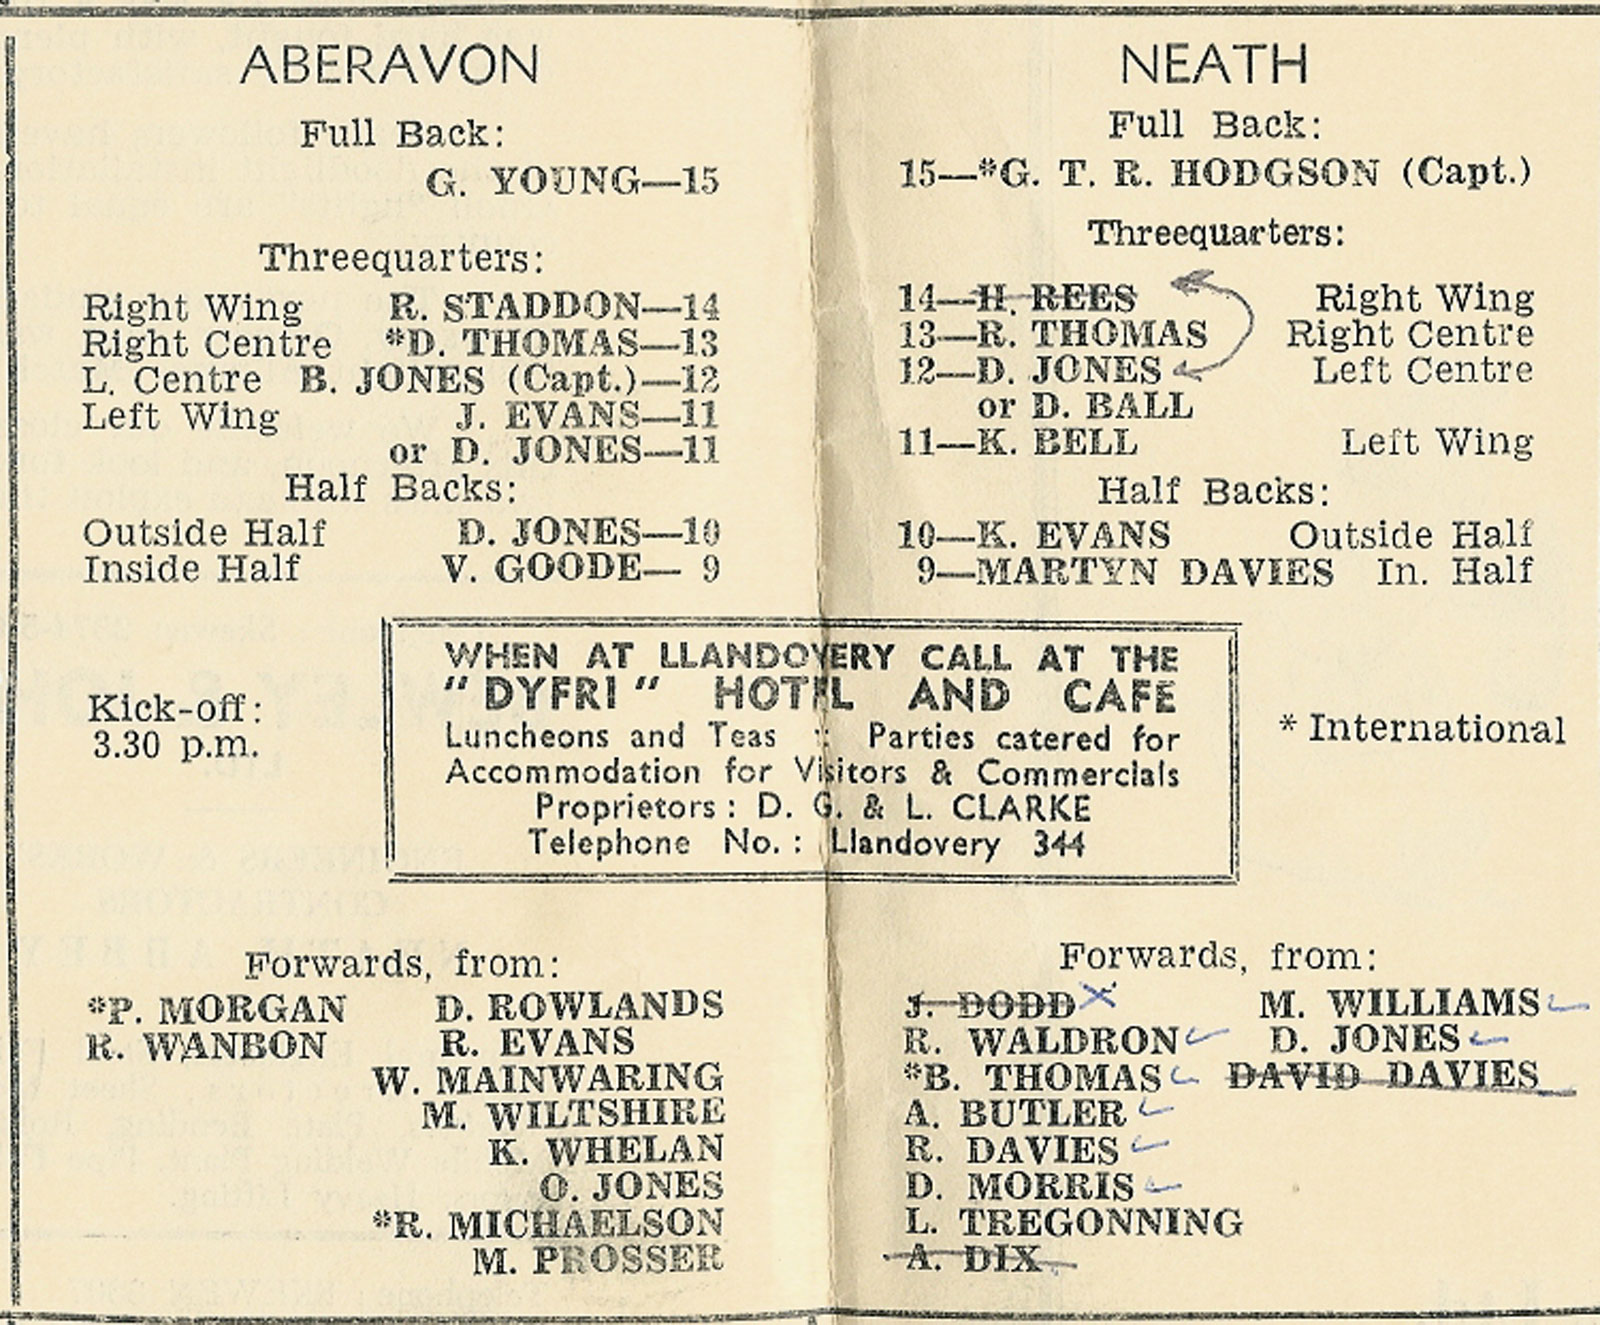 ABERAVON
Full Back:
G. YOUNG—15
Threequarters:
Right Wing R. STADDON—14
Right Centre *D. THOMAS—13
L. Centre B. JONES (Capt.)—12
Left Wing J. EVANS—11
or D. JONES—11
Half Backs:
Outside Half D. JONES—10
Inside Half V. GOODE— 9
NEATH
Full Back:
15—*G. T. R. HODGSON (Capt.)
Threequarters:
14—H. REES Right Wing
13—R. THOMAS Right Centre
12—D. JONES Left Centre
or D. BALL
11—K. BELL Left Wing
Half Backs:
10—K. EVANS Outside Half
9—MARTYN DAVIES In. Half
Kick-off:
3.30 p.m.
WHEN AT LLANDOVERY CALL AT THE
"DYFRI" HOTEL AND CAFE
Luncheons and Teas : Parties catered for
Accommodation for Visitors & Commercials
Proprietors: D. G. & L. CLARKE
Telephone No.: Llandovery 344
* International
Forwards, from:
*P. MORGAN D. ROWLANDS
R. WANBON R. EVANS
W. MAINWARING
M. WILTSHIRE
K. WHELAN
O. JONES
*R. MICHAELSON
M. PROSSER
Forwards, from:
J. DODD M. WILLIAMS
R. WALDRON D. JONES
*B. THOMAS DAVID DAVIES
A. BUTLER
R. DAVIES
D. MORRIS
L. TREGONNING
A. DIX